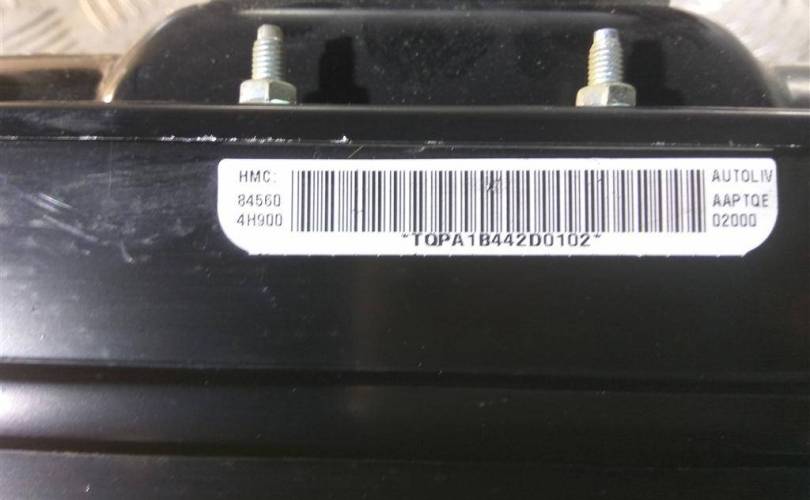 HMC:
84560
4H900
*TQPA1B442D0102*
AUTOLIV
AAPTQE
02000